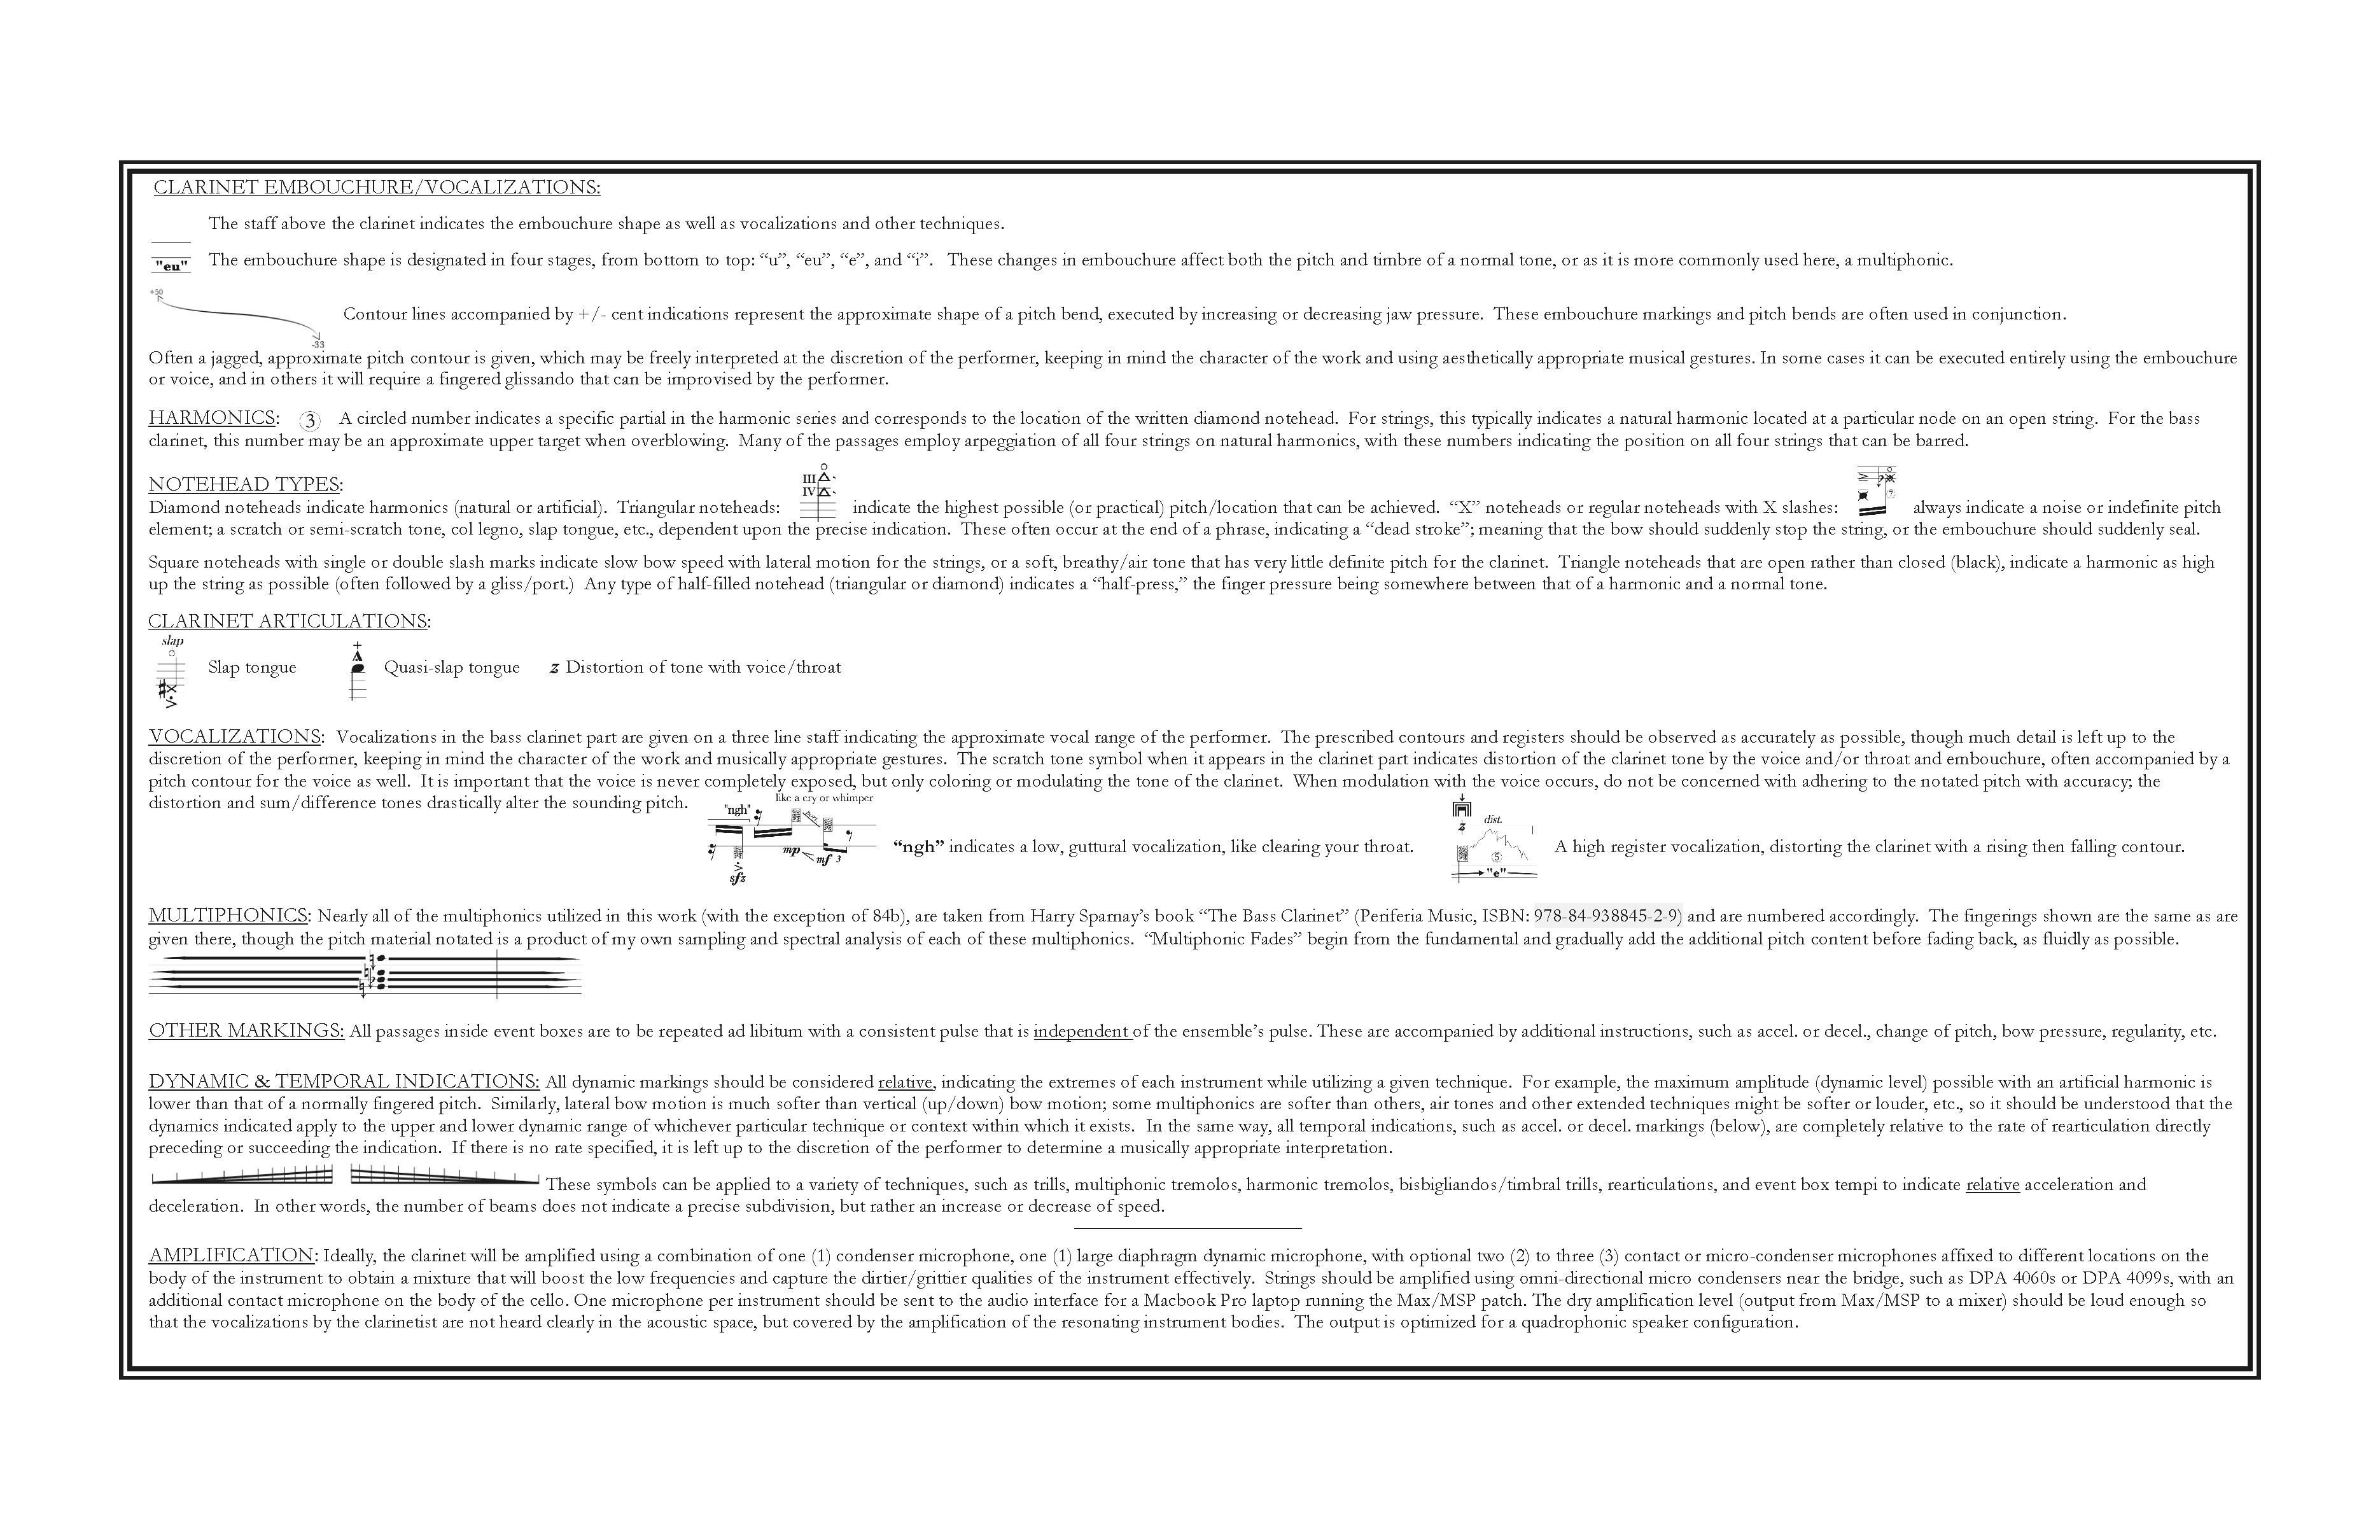 CLARINET EMBOUCHURE/VOCALIZATIONS:
The staff above the clarinet indicates the embouchure shape as well as vocalizations and other techniques.
"eu" The embouchure shape is designated in four stages, from bottom to top: “u”, “eu”, “e”, and “i”. These changes in embouchure affect both the pitch and timbre of a normal tone, or as it is more commonly used here, a multiphonic.
+50
Contour lines accompanied by +/- cent indications represent the approximate shape of a pitch bend, executed by increasing or decreasing jaw pressure. These embouchure markings and pitch bends are often used in conjunction.
-33
Often a jagged, approximate pitch contour is given, which may be freely interpreted at the discretion of the performer, keeping in mind the character of the work and using aesthetically appropriate musical gestures. In some cases it can be executed entirely using the embouchure
or voice, and in others it will require a fingered glissando that can be improvised by the performer.
HARMONICS: 3 A circled number indicates a specific partial in the harmonic series and corresponds to the location of the written diamond notehead. For strings, this typically indicates a natural harmonic located at a particular node on an open string. For the bass
clarinet, this number may be an approximate upper target when overblowing. Many of the passages employ arpeggiation of all four strings on natural harmonics, with these numbers indicating the position on all four strings that can be barred.
III
IV
NOTEHEAD TYPES:
Diamond noteheads indicate harmonics (natural or artificial). Triangular noteheads: indicate the highest possible (or practical) pitch/location that can be achieved. “X” noteheads or regular noteheads with X slashes: always indicate a noise or indefinite pitch
element; a scratch or semi-scratch tone, col legno, slap tongue, etc., dependent upon the precise indication. These often occur at the end of a phrase, indicating a “dead stroke”; meaning that the bow should suddenly stop the string, or the embouchure should suddenly seal.
Square noteheads with single or double slash marks indicate slow bow speed with lateral motion for the strings, or a soft, breathy/air tone that has very little definite pitch for the clarinet. Triangle noteheads that are open rather than closed (black), indicate a harmonic as high
up the string as possible (often followed by a gliss/port.) Any type of half-filled notehead (triangular or diamond) indicates a “half-press,” the finger pressure being somewhere between that of a harmonic and a normal tone.
CLARINET ARTICULATIONS:
slap
Slap tongue + Quasi-slap tongue z Distortion of tone with voice/throat
VOCALIZATIONS: Vocalizations in the bass clarinet part are given on a three line staff indicating the approximate vocal range of the performer. The prescribed contours and registers should be observed as accurately as possible, though much detail is left up to the
discretion of the performer, keeping in mind the character of the work and musically appropriate gestures. The scratch tone symbol when it appears in the clarinet part indicates distortion of the clarinet tone by the voice and/or throat and embouchure, often accompanied by a
pitch contour for the voice as well. It is important that the voice is never completely exposed, but only coloring or modulating the tone of the clarinet. When modulation with the voice occurs, do not be concerned with adhering to the notated pitch with accuracy; the
distortion and sum/difference tones drastically alter the sounding pitch.
like a cry or whimper
"ngh"
mp mf 3
sfz
“ngh” indicates a low, guttural vocalization, like clearing your throat.
z dist.
5
"e"
A high register vocalization, distorting the clarinet with a rising then falling contour.
MULTIPHONICS: Nearly all of the multiphonics utilized in this work (with the exception of 84b), are taken from Harry Sparnay’s book “The Bass Clarinet” (Periferia Music, ISBN: 978-84-938845-2-9) and are numbered accordingly. The fingerings shown are the same as are
given there, though the pitch material notated is a product of my own sampling and spectral analysis of each of these multiphonics. “Multiphonic Fades” begin from the fundamental and gradually add the additional pitch content before fading back, as fluidly as possible.
OTHER MARKINGS: All passages inside event boxes are to be repeated ad libitum with a consistent pulse that is independent of the ensemble’s pulse. These are accompanied by additional instructions, such as accel. or decel., change of pitch, bow pressure, regularity, etc.
DYNAMIC & TEMPORAL INDICATIONS: All dynamic markings should be considered relative, indicating the extremes of each instrument while utilizing a given technique. For example, the maximum amplitude (dynamic level) possible with an artificial harmonic is
lower than that of a normally fingered pitch. Similarly, lateral bow motion is much softer than vertical (up/down) bow motion; some multiphonics are softer than others, air tones and other extended techniques might be softer or louder, etc., so it should be understood that the
dynamics indicated apply to the upper and lower dynamic range of whichever particular technique or context within which it exists. In the same way, all temporal indications, such as accel. or decel. markings (below), are completely relative to the rate of rearticulation directly
preceding or succeeding the indication. If there is no rate specified, it is left up to the discretion of the performer to determine a musically appropriate interpretation.
These symbols can be applied to a variety of techniques, such as trills, multiphonic tremolos, harmonic tremolos, bisbigliandos/timbral trills, rearticulations, and event box tempi to indicate relative acceleration and
deceleration. In other words, the number of beams does not indicate a precise subdivision, but rather an increase or decrease of speed.
AMPLIFICATION: Ideally, the clarinet will be amplified using a combination of one (1) condenser microphone, one (1) large diaphragm dynamic microphone, with optional two (2) to three (3) contact or micro-condenser microphones affixed to different locations on the
body of the instrument to obtain a mixture that will boost the low frequencies and capture the dirtier/grittier qualities of the instrument effectively. Strings should be amplified using omni-directional micro condensers near the bridge, such as DPA 4060s or DPA 4099s, with an
additional contact microphone on the body of the cello. One microphone per instrument should be sent to the audio interface for a Macbook Pro laptop running the Max/MSP patch. The dry amplification level (output from Max/MSP to a mixer) should be loud enough so
that the vocalizations by the clarinetist are not heard clearly in the acoustic space, but covered by the amplification of the resonating instrument bodies. The output is optimized for a quadrophonic speaker configuration.